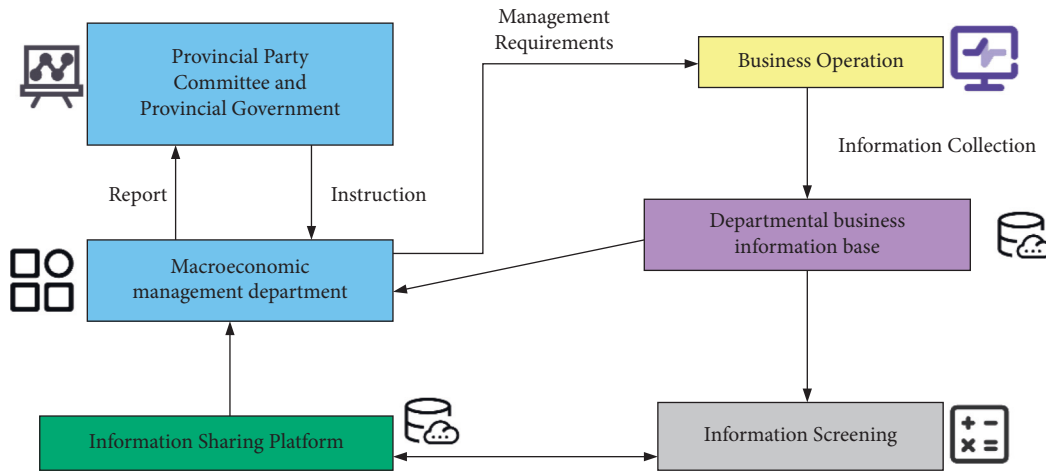 Management
Requirements
Provincial Party
Committee and
Provincial Government
Business Operation
Information Collection
Report
Instruction
Departmental business
information base
Macroeconomic
management department
Information Sharing Platform
Information Screening